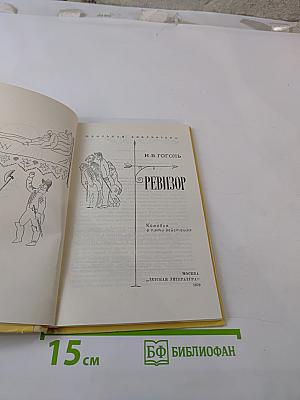 ШКОЛЬНАЯ БИБЛИОТЕКА
Н.В.ГОГОЛЬ
РЕВИЗОР
Комедия
в пяти действиях
МОСКВА
„ДЕТСКАЯ ЛИТЕРАТУРА"
15 см
БФ БИБЛИОФАН